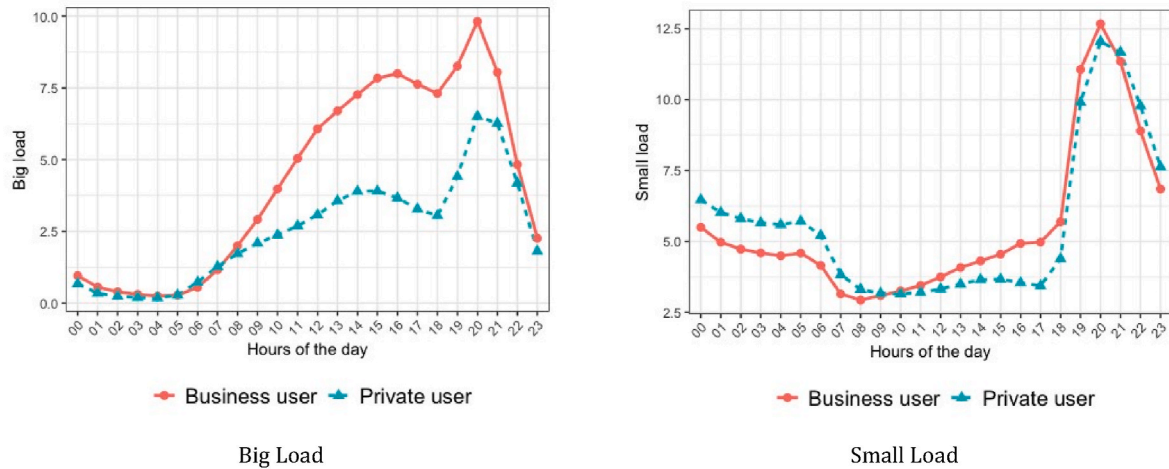 10.0
7.5
5.0
2.5
0.0
Big load
00 01 02 03 04 05 06 07 08 09 10 11 12 13 14 15 16 17 18 19 20 21 22 23
Hours of the day
Business user Private user
Big Load
12.5
10.0
7.5
5.0
2.5
Small load
00 01 02 03 04 05 06 07 08 09 10 11 12 13 14 15 16 17 18 19 20 21 22 23
Hours of the day
Business user Private user
Small Load